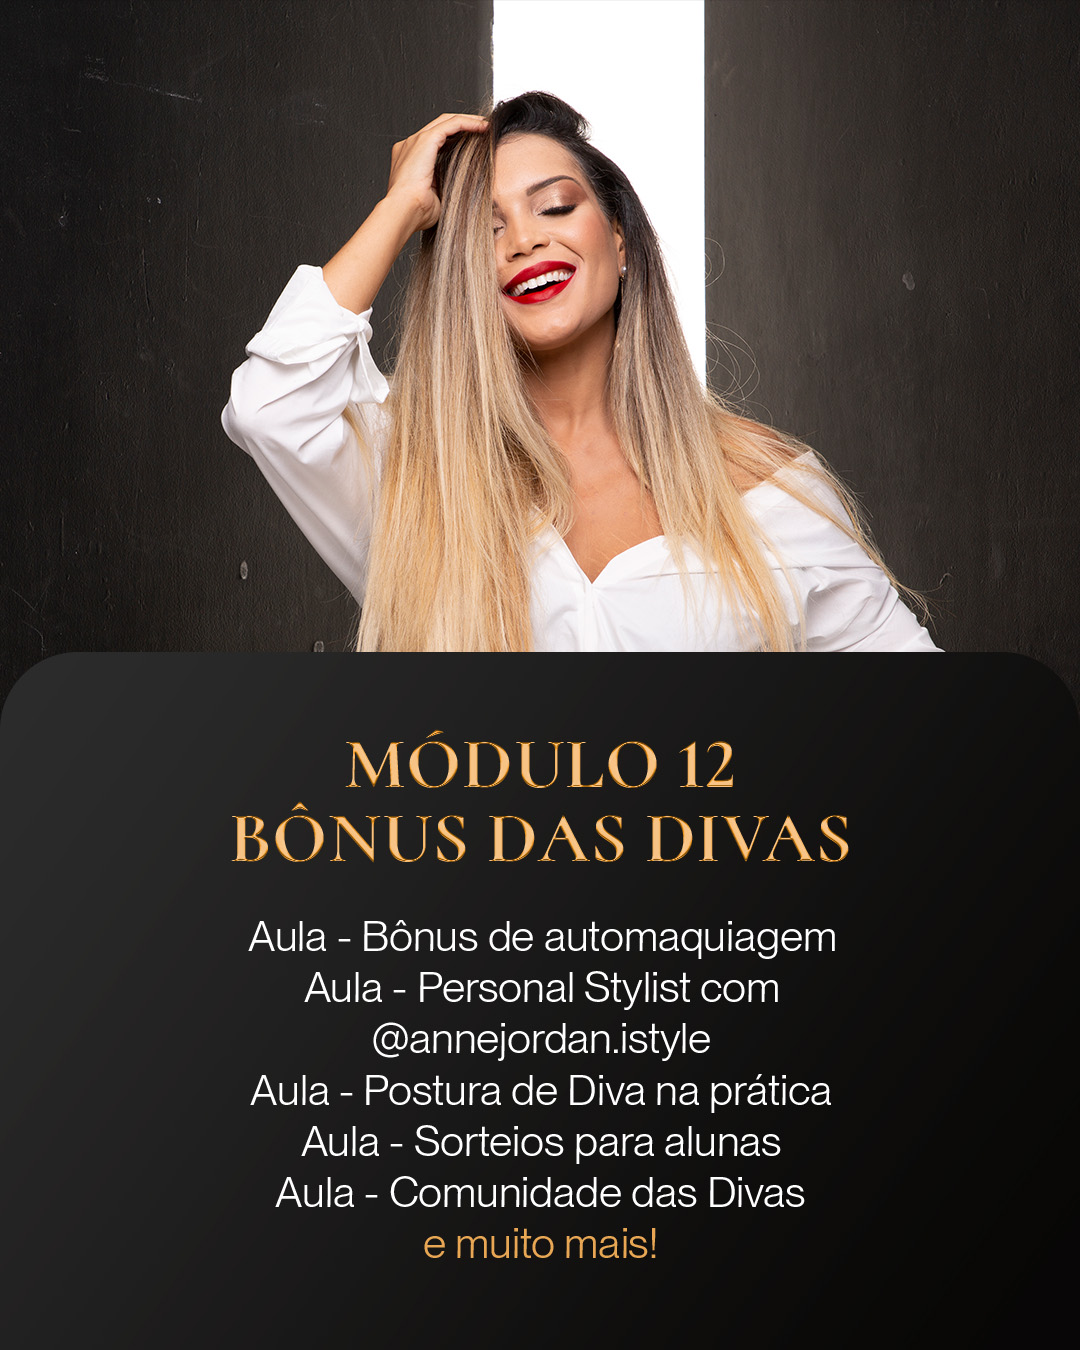 MÓDULO 12
BÔNUS DAS DIVAS
Aula - Bônus de automaquiagem
Aula - Personal Stylist com
@annejordan.istyle
Aula - Postura de Diva na prática
Aula - Sorteios para alunas
Aula - Comunidade das Divas
e muito mais!